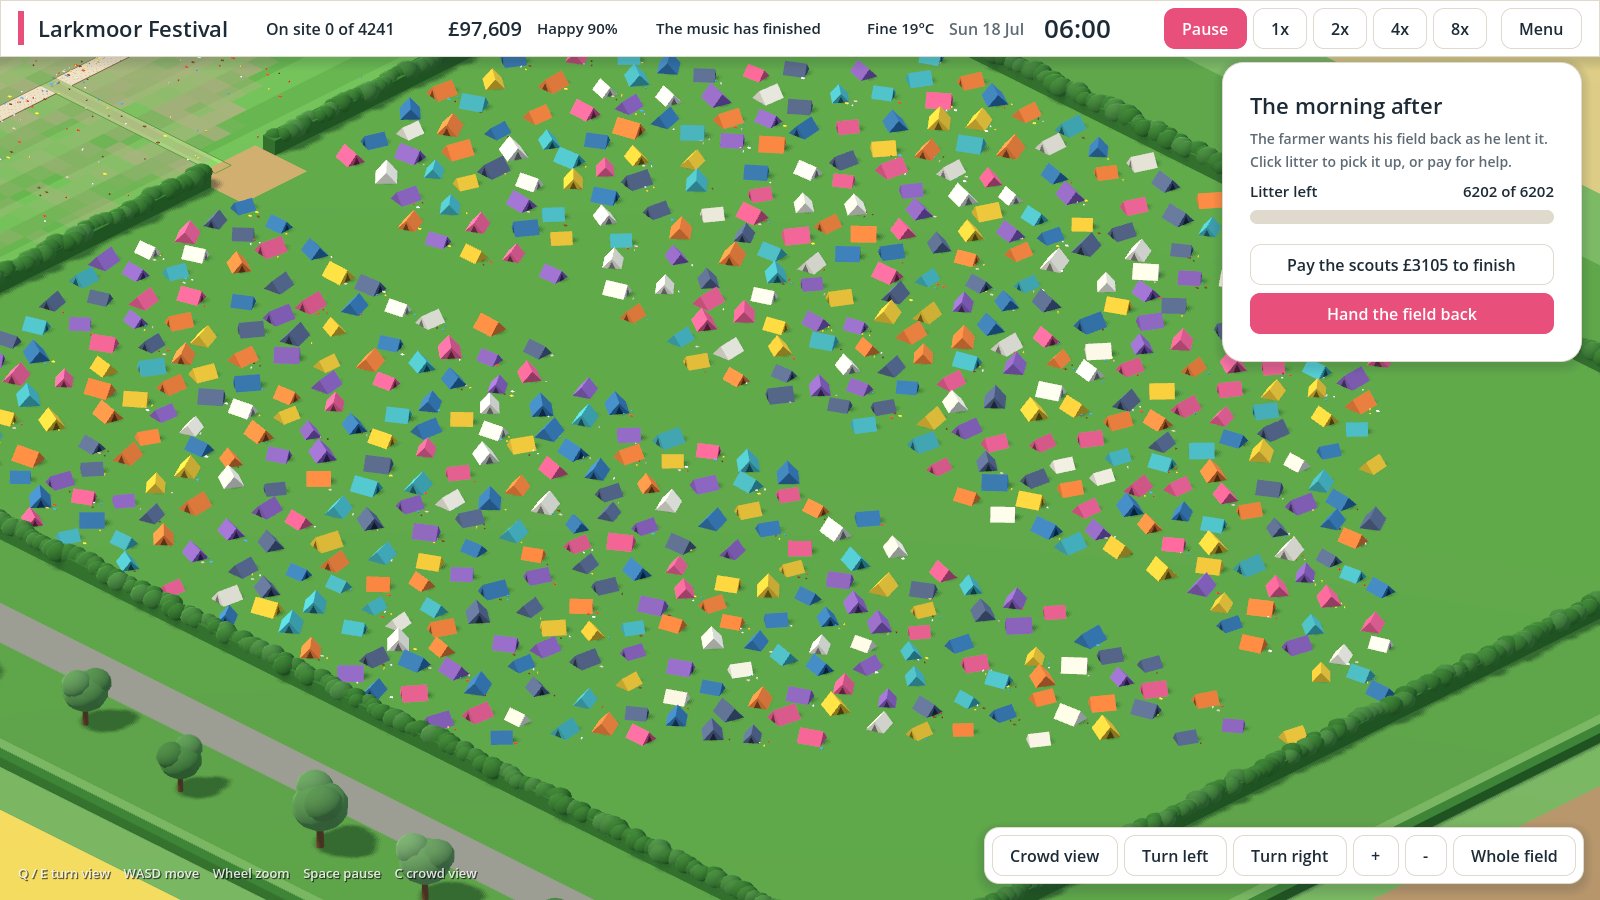 Larkmoor Festival
On site 0 of 4241
£97,609
Happy 90%
The music has finished
Fine 19°C
Sun 18 Jul
06:00
Pause
1x
2x
4x
8x
Menu
The morning after
The farmer wants his field back as he lent it.
Click litter to pick it up, or pay for help.
Litter left
6202 of 6202
Pay the scouts £3105 to finish
Hand the field back
Q / E turn view
WASD move
Wheel zoom
Space pause
C crowd view
Crowd view
Turn left
Turn right
+
-
Whole field